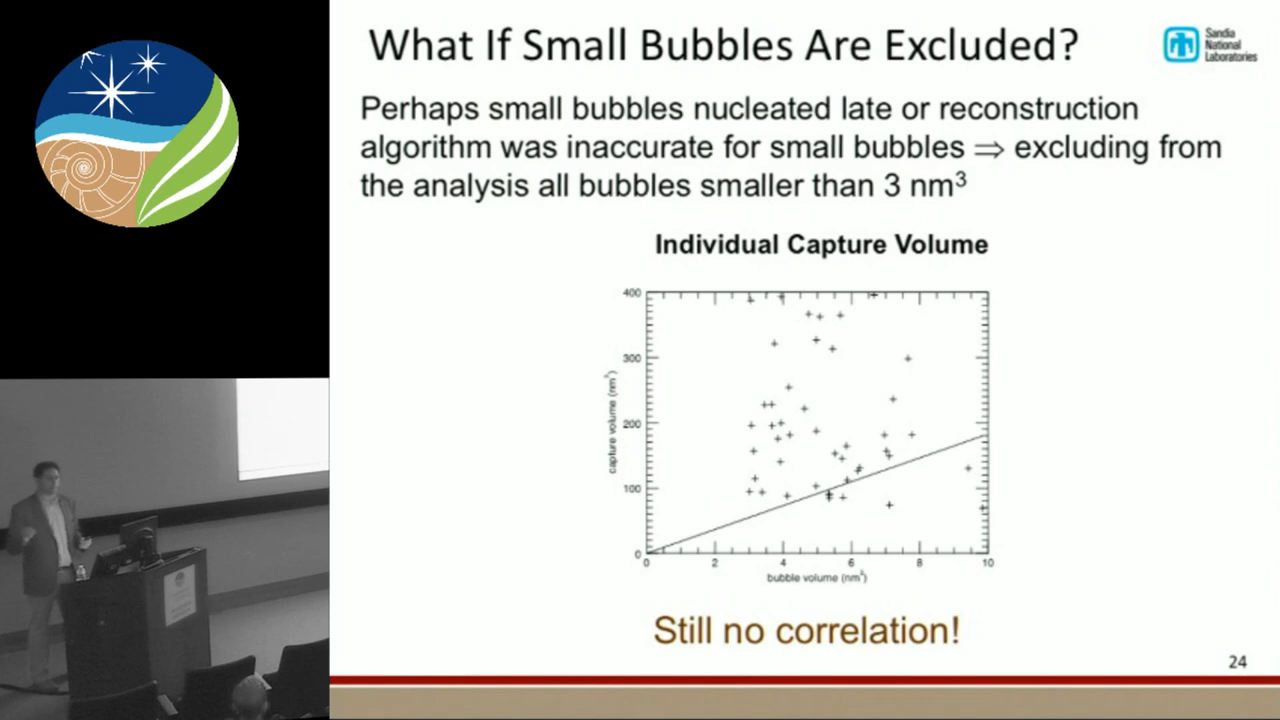 What If Small Bubbles Are Excluded?
Sandia
National
Laboratories
Perhaps small bubbles nucleated late or reconstruction
algorithm was inaccurate for small bubbles ⇒ excluding from
the analysis all bubbles smaller than 3 nm³
Individual Capture Volume
400
300
200
100
0
capture volume (nm³)
0 2 4 6 8 10
bubble volume (nm³)
Still no correlation!
24